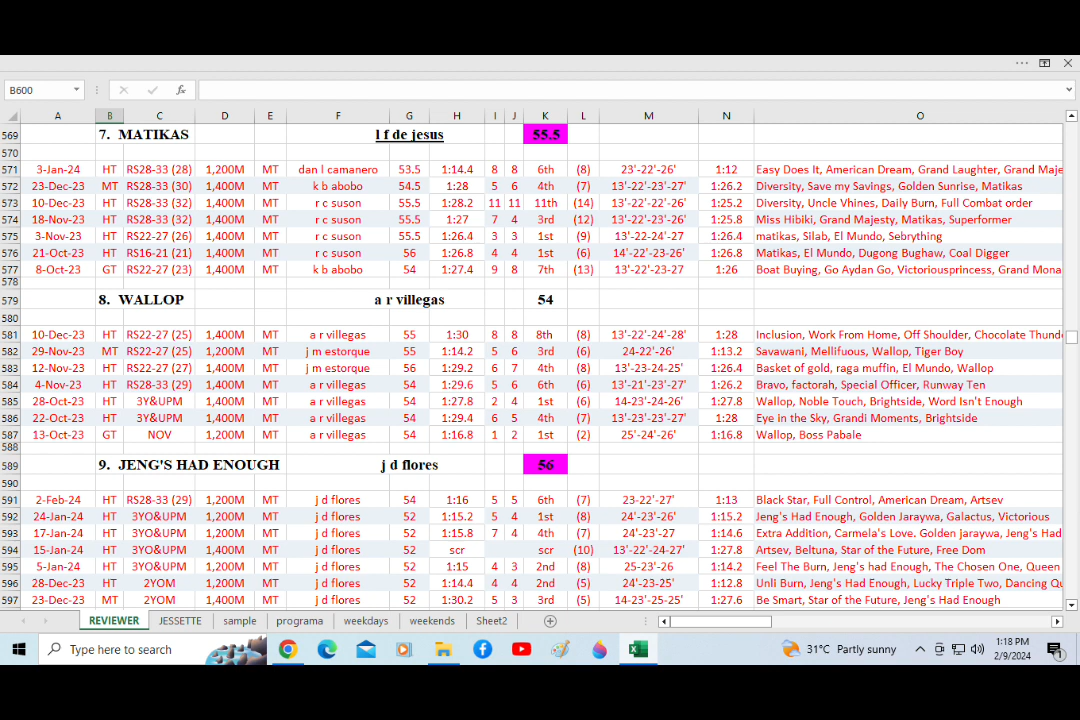 B600
fx
A B C D E F G H I J K L M N O
569 7. MATIKAS l f de jesus 55.5
570
571 3-Jan-24 HT RS28-33 (28) 1,200M MT dan l camanero 53.5 1:14.4 8 8 6th (8) 23'-22'-26' 1:12 Easy Does It, American Dream, Grand Laughter, Grand Maje
572 23-Dec-23 MT RS28-33 (30) 1,400M MT k b abobo 54.5 1:28 5 6 4th (7) 13'-22'-23'-27' 1:26.2 Diversity, Save my Savings, Golden Sunrise, Matikas
573 10-Dec-23 HT RS28-33 (32) 1,400M MT r c suson 55.5 1:28.2 11 11 11th (14) 13'-22'-22'-26' 1:25.2 Diversity, Uncle Vhines, Daily Burn, Full Combat order
574 18-Nov-23 HT RS28-33 (32) 1,400M MT r c suson 55.5 1:27 7 4 3rd (12) 13'-22'-23'-26' 1:25.8 Miss Hibiki, Grand Majesty, Matikas, Superformer
575 3-Nov-23 HT RS22-27 (26) 1,400M MT r c suson 55.5 1:26.4 3 3 1st (9) 13'-22'-24'-27 1:26.4 matikas, Silab, El Mundo, Sebrything
576 21-Oct-23 HT RS16-21 (21) 1,400M MT r c suson 56 1:26.8 4 4 1st (6) 14'-22'-23-26' 1:26.8 Matikas, El Mundo, Dugong Bughaw, Coal Digger
577 8-Oct-23 GT RS22-27 (23) 1,400M MT k b abobo 54 1:27.4 9 8 7th (13) 13'-22'-23-27 1:26 Boat Buying, Go Aydan Go, Victoriousprincess, Grand Mona
578
579 8. WALLOP a r villegas 54
580
581 10-Dec-23 HT RS22-27 (25) 1,400M MT a r villegas 55 1:30 8 8 8th (8) 13'-22'-24'-28' 1:28 Inclusion, Work From Home, Off Shoulder, Chocolate Thund
582 29-Nov-23 MT RS22-27 (25) 1,200M MT j m estorque 55 1:14.2 5 6 3rd (6) 24-22'-26' 1:13.2 Savawani, Mellifuous, Wallop, Tiger Boy
583 12-Nov-23 HT RS22-27 (27) 1,400M MT j m estorque 56 1:29.2 6 7 4th (8) 13'-23-24-25' 1:26.4 Basket of gold, raga muffin, El Mundo, Wallop
584 4-Nov-23 HT RS28-33 (29) 1,400M MT a r villegas 54 1:29.6 5 6 6th (6) 13'-21'-23'-27' 1:26.2 Bravo, factorah, Special Officer, Runway Ten
585 28-Oct-23 HT 3Y&UPM 1,400M MT a r villegas 54 1:27.8 2 4 1st (6) 14-23'-24-26' 1:27.8 Wallop, Noble Touch, Brightside, Word Isn't Enough
586 22-Oct-23 HT 3Y&UPM 1,400M MT a r villegas 54 1:29.4 6 5 4th (7) 13'-23'-23'-27' 1:28 Eye in the Sky, Grandi Moments, Brightside
587 13-Oct-23 GT NOV 1,200M MT a r villegas 54 1:16.8 1 2 1st (2) 25'-24'-26' 1:16.8 Wallop, Boss Pabale
588
589 9. JENG'S HAD ENOUGH j d flores 56
590
591 2-Feb-24 HT RS28-33 (29) 1,200M MT j d flores 54 1:16 5 5 6th (7) 23-22'-27' 1:13 Black Star, Full Control, American Dream, Artsev
592 24-Jan-24 HT 3YO&UPM 1,200M MT j d flores 52 1:15.2 5 4 1st (8) 24'-23'-26' 1:15.2 Jeng's Had Enough, Golden Jaraywa, Galactus, Victorious
593 17-Jan-24 HT 3YO&UPM 1,200M MT j d flores 52 1:15.8 7 4 4th (7) 24'-23'-27 1:14.6 Extra Addition, Carmela's Love. Golden jaraywa, Jeng's Had
594 15-Jan-24 HT 3YO&UPM 1,400M MT j d flores 52 scr scr (10) 13'-22'-24-27' 1:27.8 Artsev, Beltuna, Star of the Future, Free Dom
595 5-Jan-24 HT 3YO&UPM 1,200M MT j d flores 52 1:15 4 3 2nd (8) 25-23'-26 1:14.2 Feel The Burn, Jeng's had Enough, The Chosen One, Queen
596 28-Dec-23 HT 2YOM 1,200M MT j d flores 52 1:14.4 4 4 2nd (5) 24'-23-25' 1:12.8 Unli Burn, Jeng's Had Enough, Lucky Triple Two, Dancing Qu
597 23-Dec-23 MT 2YOM 1,400M MT j d flores 52 1:30.2 5 3 3rd (5) 14-23'-25-25' 1:27.6 Be Smart, Star of the Future, Jeng's Had Enough
REVIEWER JESSETTE sample programa weekdays weekends Sheet2
Type here to search 31°C Partly sunny 1:18 PM
2/9/2024